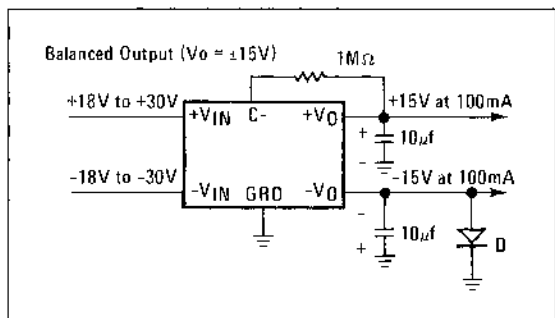 Balanced Output (Vo = ±15V)
1MΩ
+18V to +30V
+VIN C- +VO
+15V at 100mA
+
10µf
-
-18V to -30V
-VIN GRD -VO
-15V at 100mA
-
10µf
+
D